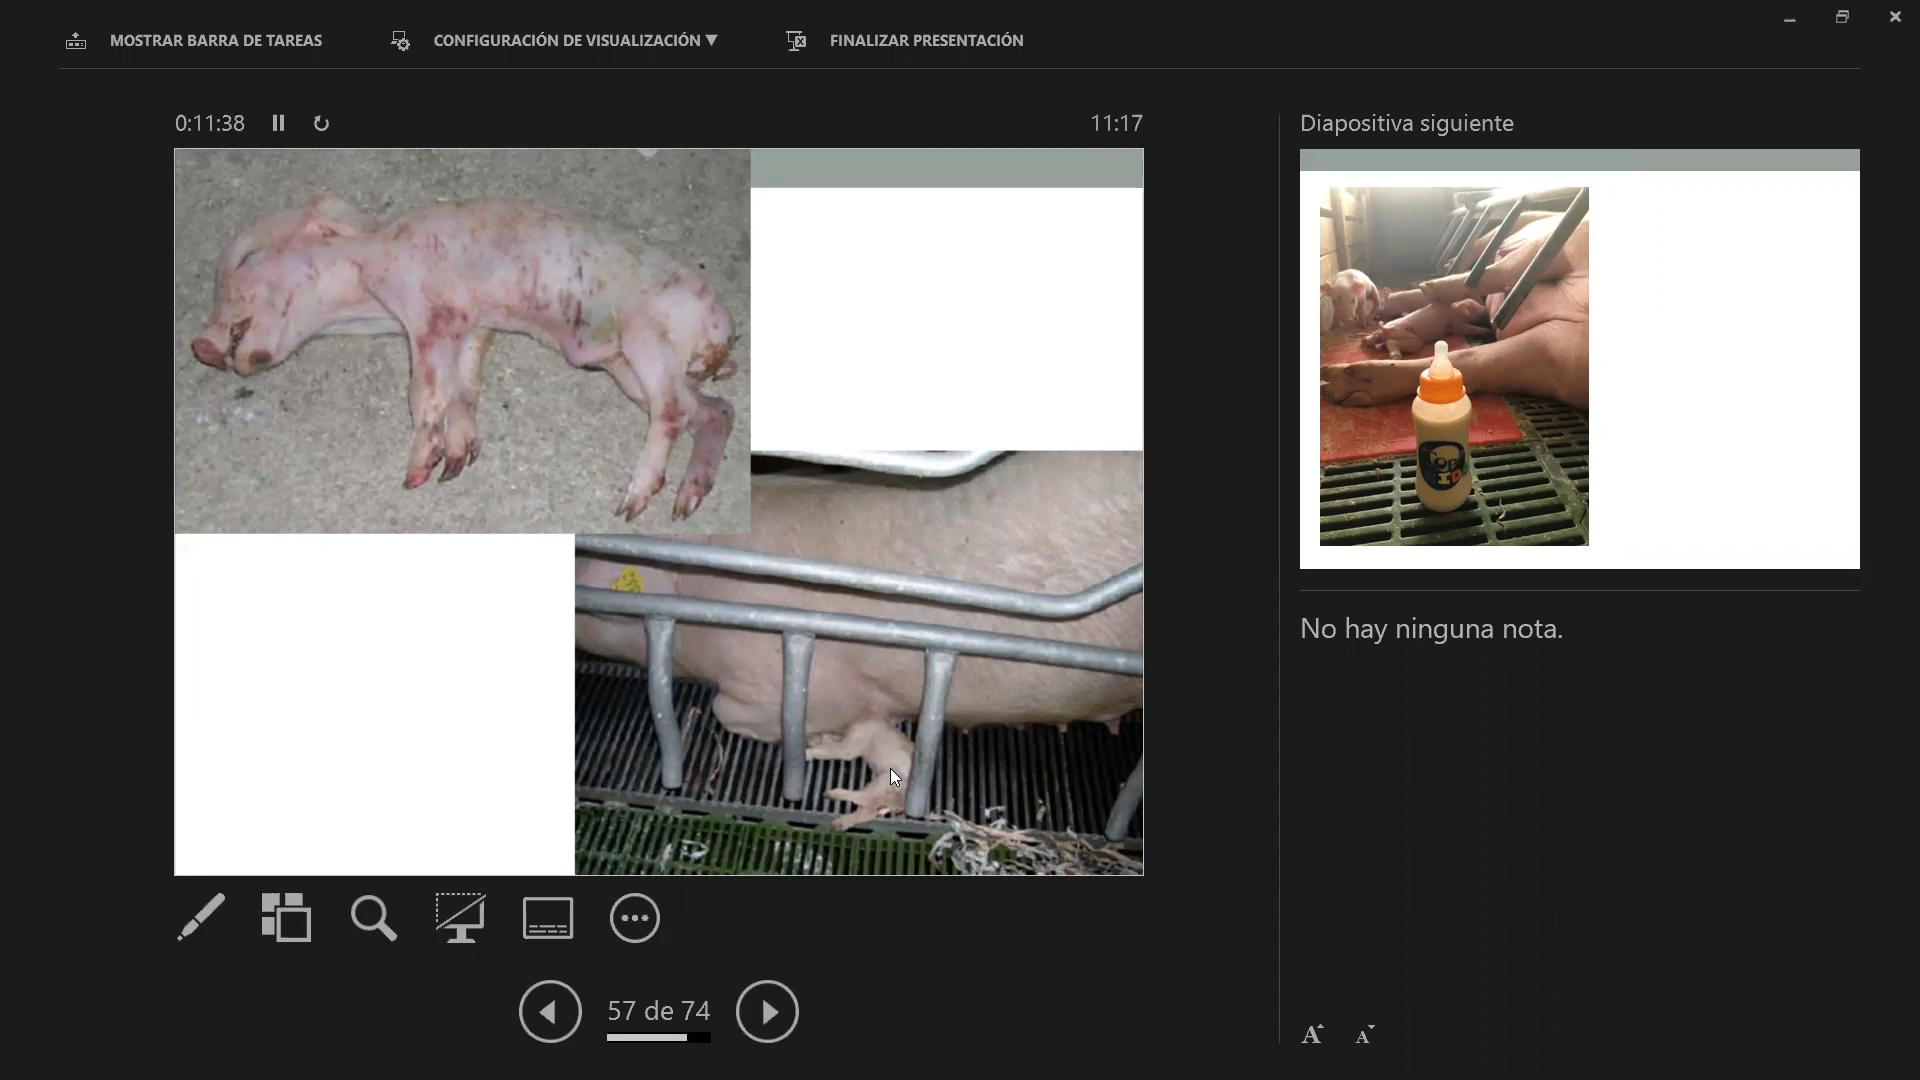 MOSTRAR BARRA DE TAREAS
CONFIGURACIÓN DE VISUALIZACIÓN ▼
FINALIZAR PRESENTACIÓN
0:11:38
11:17
Diapositiva siguiente
No hay ninguna nota.
57 de 74
A A